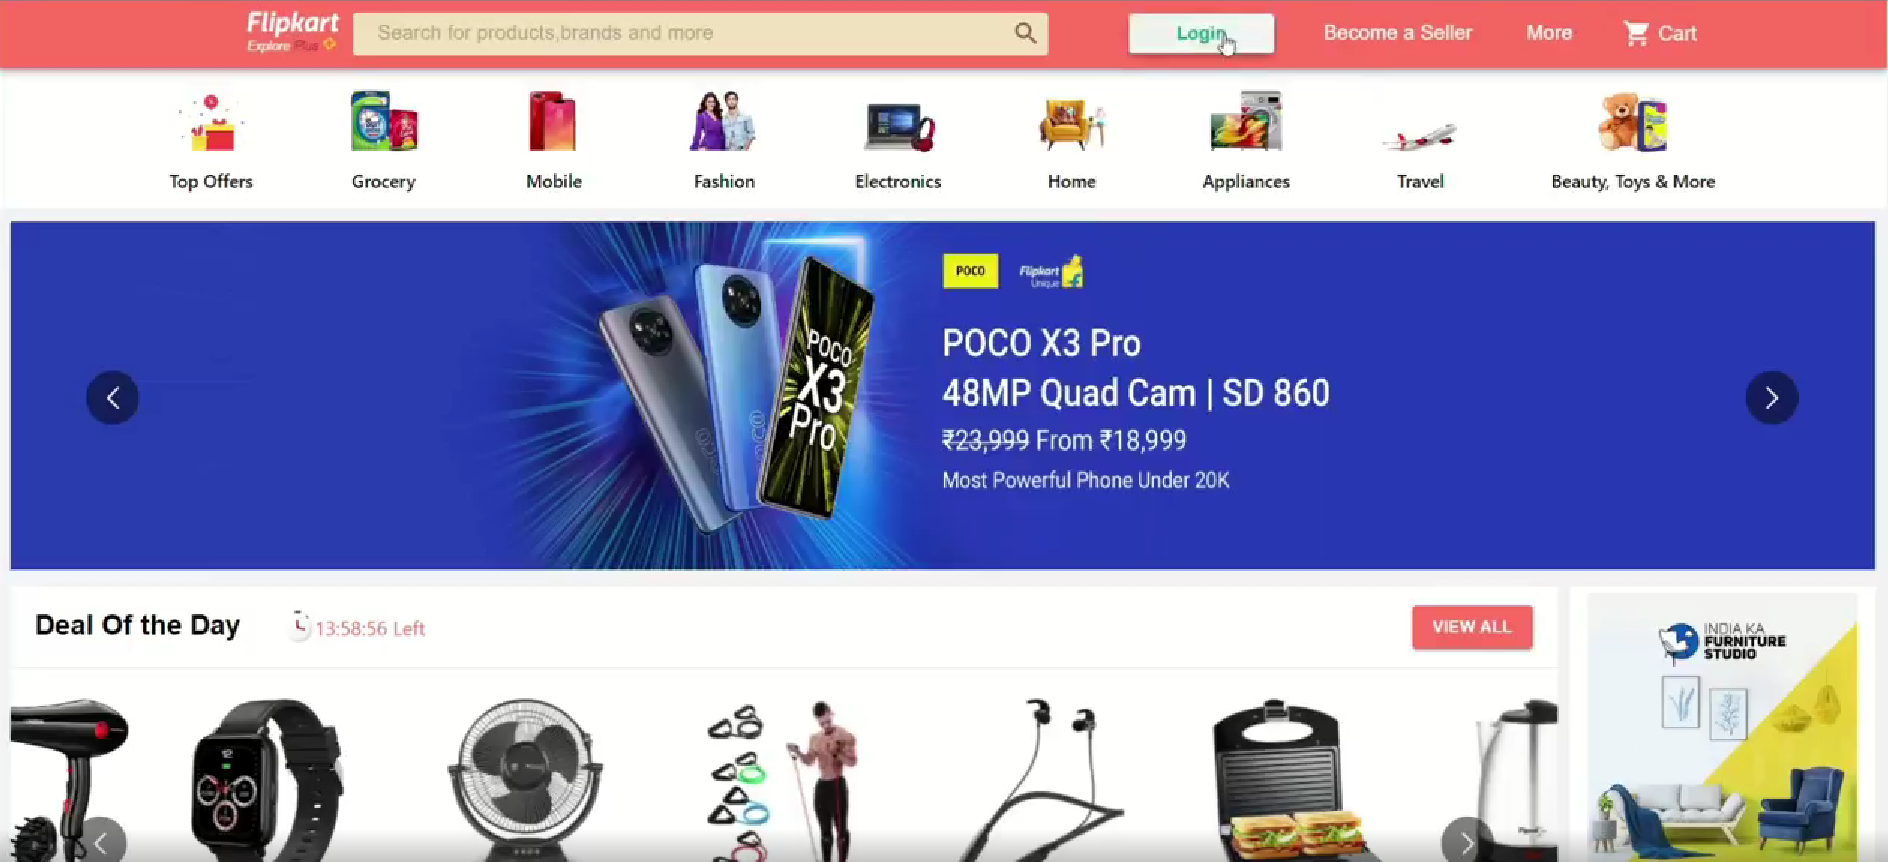 Flipkart
Explore Plus
Search for products,brands and more
Login
Become a Seller
More
Cart
Top Offers
Grocery
Mobile
Fashion
Electronics
Home
Appliances
Travel
Beauty, Toys & More
POCO
Flipkart
Unique
POCO X3 Pro
48MP Quad Cam | SD 860
₹23,999 From ₹18,999
Most Powerful Phone Under 20K
POCO
X3
Pro
Deal Of the Day
13:58:56 Left
VIEW ALL
INDIA KA
FURNITURE
STUDIO